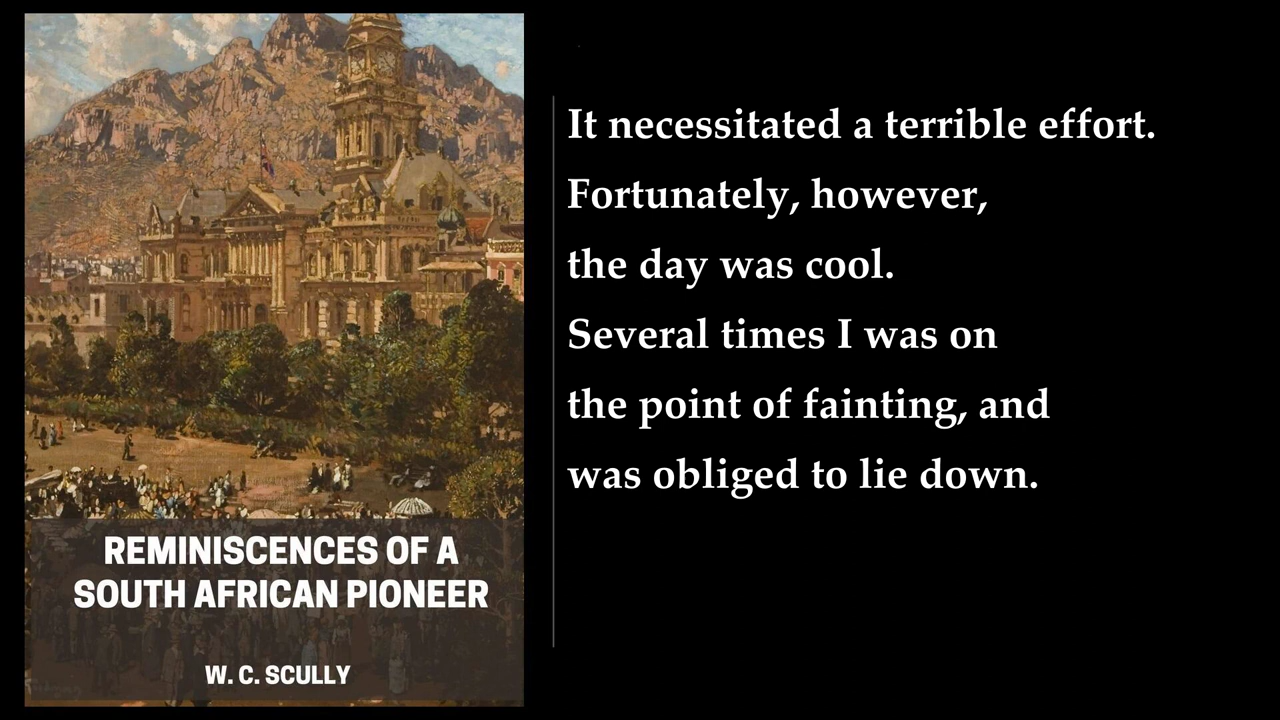 It necessitated a terrible effort.
Fortunately, however,
the day was cool.
Several times I was on
the point of fainting, and
was obliged to lie down.
REMINISCENCES OF A
SOUTH AFRICAN PIONEER
W. C. SCULLY